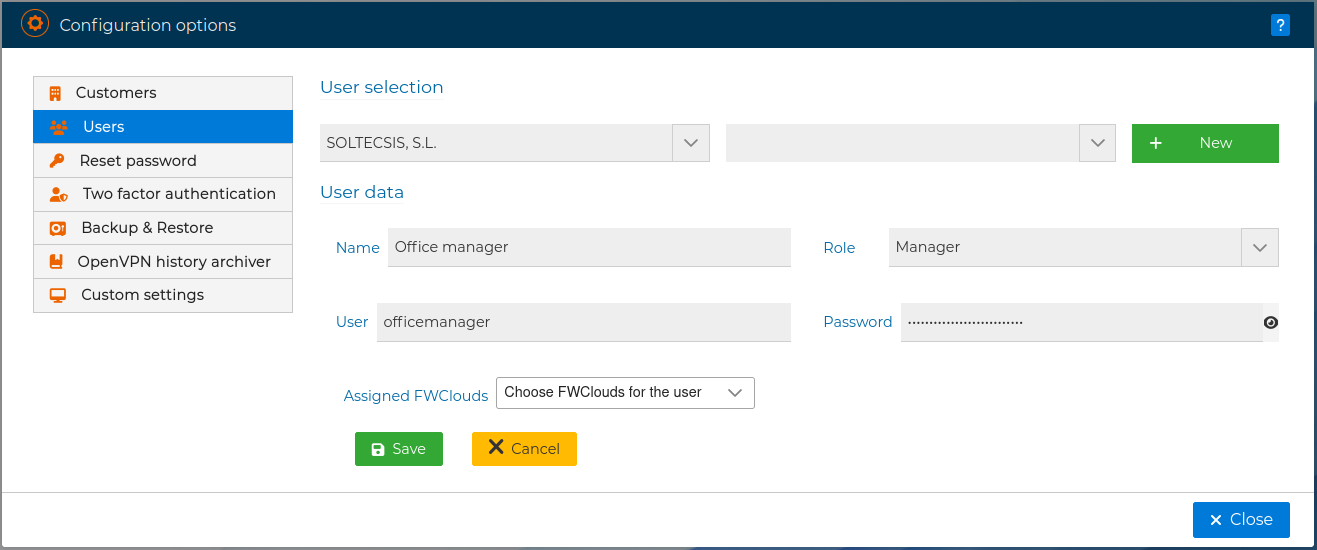 Configuration options
?
Customers
Users
Reset password
Two factor authentication
Backup & Restore
OpenVPN history archiver
Custom settings
User selection
SOLTECSIS, S.L.
New
User data
Name Office manager Role Manager
User officemanager Password ···························
Assigned FWClouds Choose FWClouds for the user
Save Cancel
Close